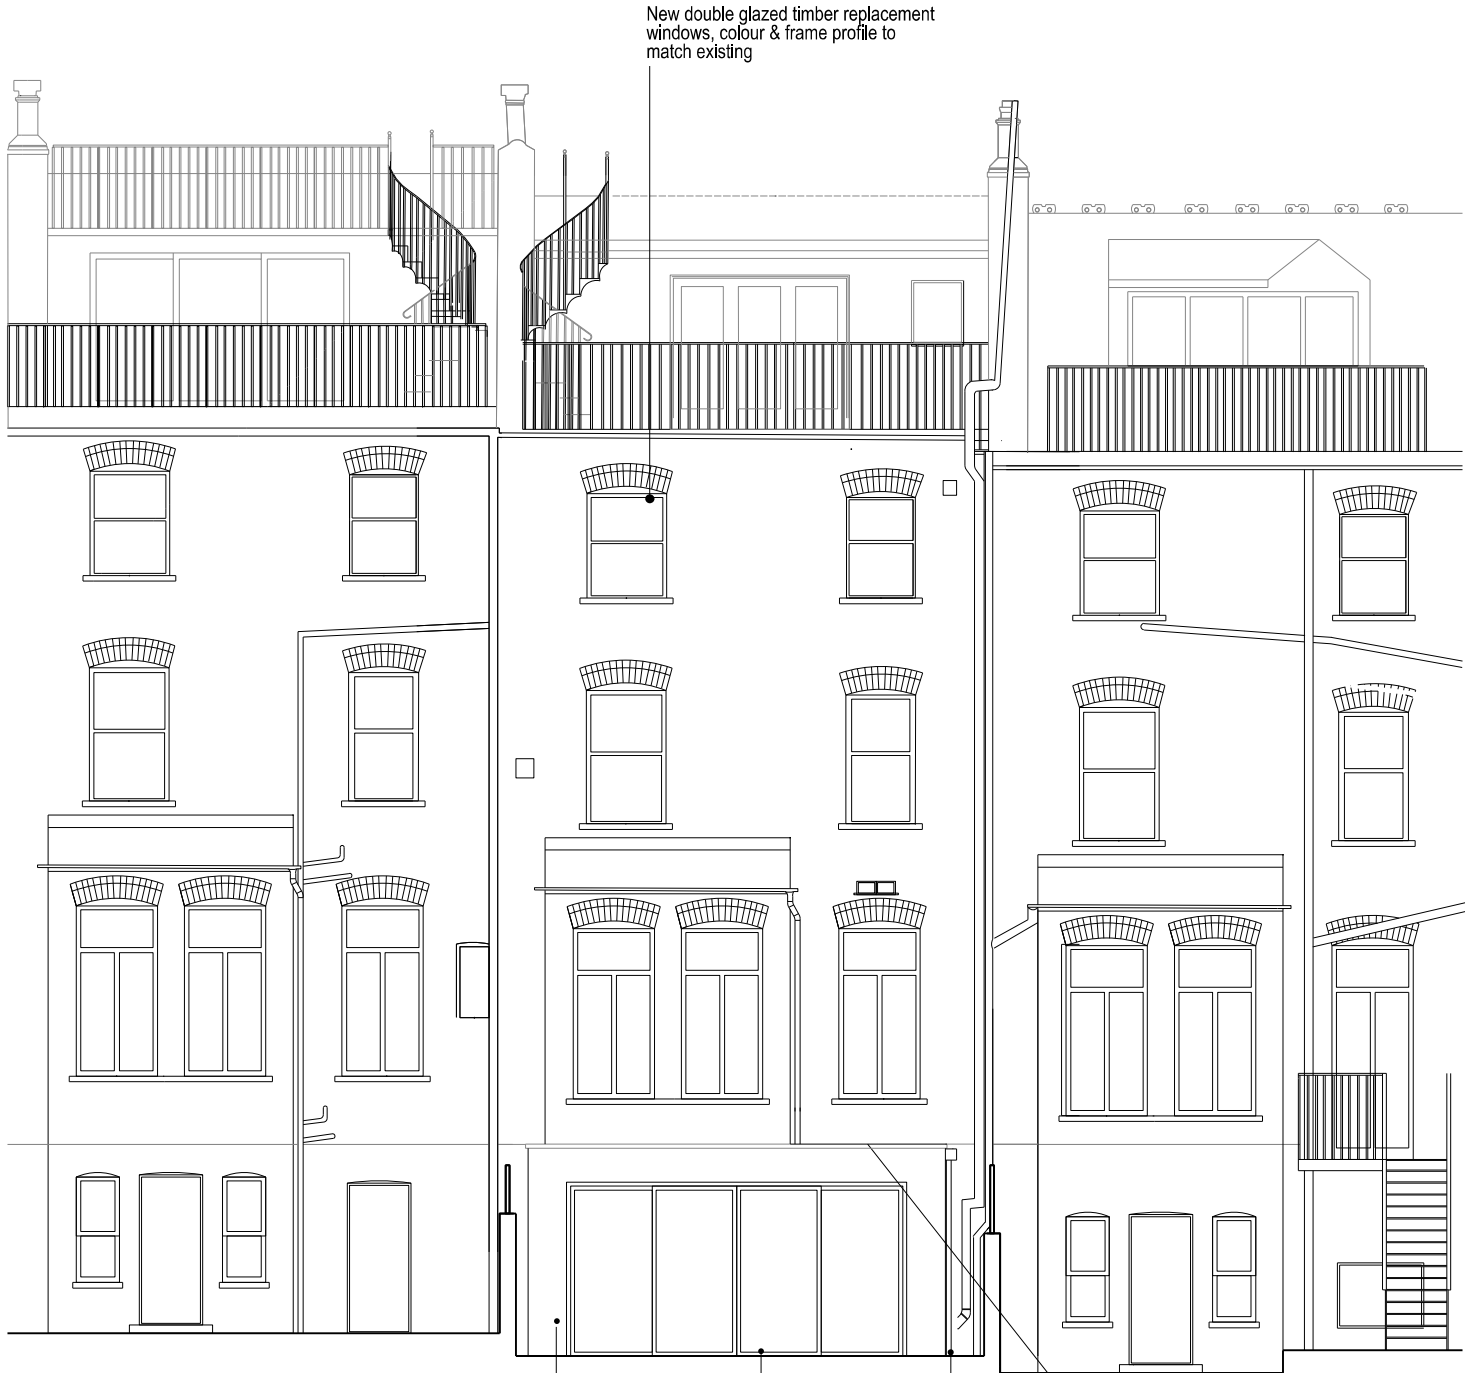 New double glazed timber replacement
windows, colour & frame profile to
match existing